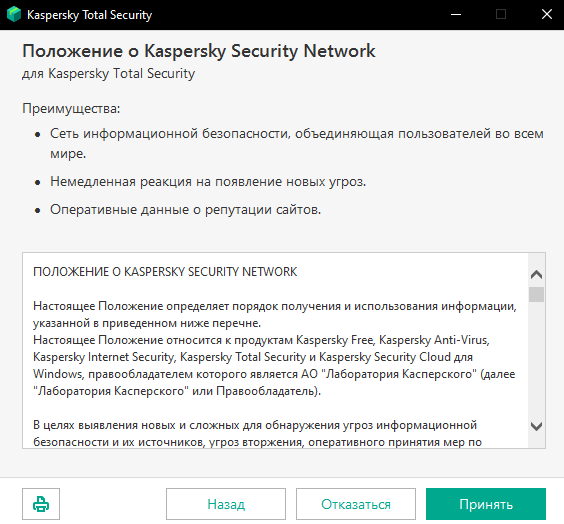 Kaspersky Total Security
Положение о Kaspersky Security Network
для Kaspersky Total Security
Преимущества:
Сеть информационной безопасности, объединяющая пользователей во всем
мире.
Немедленная реакция на появление новых угроз.
Оперативные данные о репутации сайтов.
ПОЛОЖЕНИЕ О KASPERSKY SECURITY NETWORK
Настоящее Положение определяет порядок получения и использования информации,
указанной в приведенном ниже перечне.
Настоящее Положение относится к продуктам Kaspersky Free, Kaspersky Anti-Virus,
Kaspersky Internet Security, Kaspersky Total Security и Kaspersky Security Cloud для
Windows, правообладателем которого является АО "Лаборатория Касперского" (далее
"Лаборатория Касперского" или Правообладатель).
В целях выявления новых и сложных для обнаружения угроз информационной
безопасности и их источников, угроз вторжения, оперативного принятия мер по
Назад
Отказаться
Принять